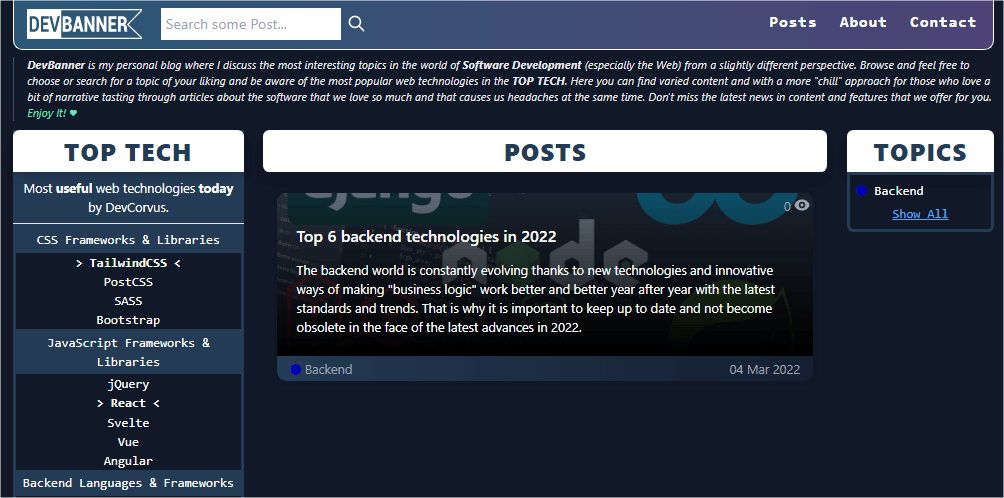 DEVBANNER
Search some Post...
Posts About Contact
DevBanner is my personal blog where I discuss the most interesting topics in the world of Software Development (especially the Web) from a slightly different perspective. Browse and feel free to
choose or search for a topic of your liking and be aware of the most popular web technologies in the TOP TECH. Here you can find varied content and with a more "chill" approach for those who love a
bit of narrative tasting through articles about the software that we love so much and that causes us headaches at the same time. Don't miss the latest news in content and features that we offer for you.
Enjoy It! ♥
TOP TECH
Most useful web technologies today
by DevCorvus.
CSS Frameworks & Libraries
> TailwindCSS <
PostCSS
SASS
Bootstrap
JavaScript Frameworks &
Libraries
jQuery
> React <
Svelte
Vue
Angular
Backend Languages & Frameworks
POSTS
django
node
0
Top 6 backend technologies in 2022
The backend world is constantly evolving thanks to new technologies and innovative
ways of making "business logic" work better and better year after year with the latest
standards and trends. That is why it is important to keep up to date and not become
obsolete in the face of the latest advances in 2022.
Backend
04 Mar 2022
TOPICS
Backend
Show All